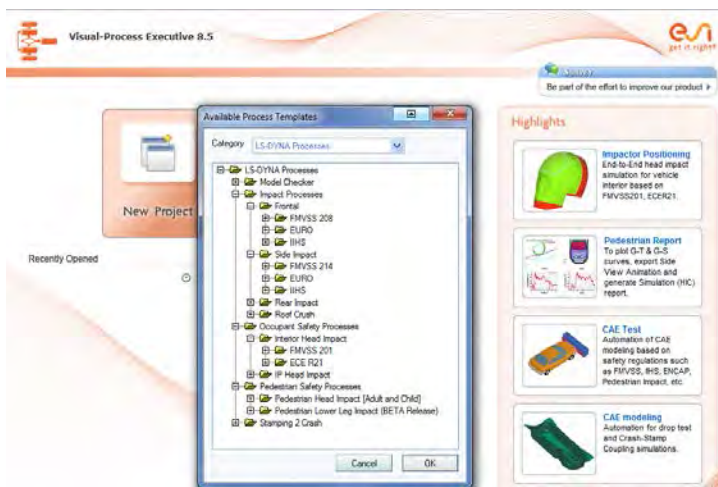 Visual-Process Executive 8.5
esi
get it right®
Survey
Be part of the effort to improve our product
Available Process Templates
Category
LS-DYNA Processes
LS-DYNA Processes
Model Checker
Impact Processes
Frontal
FMVSS 208
EURO
IIHS
Side Impact
FMVSS 214
EURO
IIHS
Rear Impact
Roof Crush
Occupant Safety Processes
Interior Head Impact
FMVSS 201
ECE R21
IP Head Impact
Pedestrian Safety Processes
Pedestrian Head Impact [Adult and Child]
Pedestrian Lower Leg Impact (BETA Release)
Stamping 2 Crash
Cancel
OK
New Project
Recently Opened
Highlights
Impactor Positioning
End-to-End head impact
simulation for vehicle
interior based on
FMVSS201, ECER21.
Pedestrian Report
To plot G-T & G-S
curves, export Side
View Animation and
generate Simulation (HIC)
report.
CAE Test
Automation of CAE
modeling based on
safety regulations such
as FMVSS, IIHS, ENCAP,
Pedestrian Impact, etc.
CAE modeling
Automation for drop test
and Crash-Stamp
Coupling simulations.